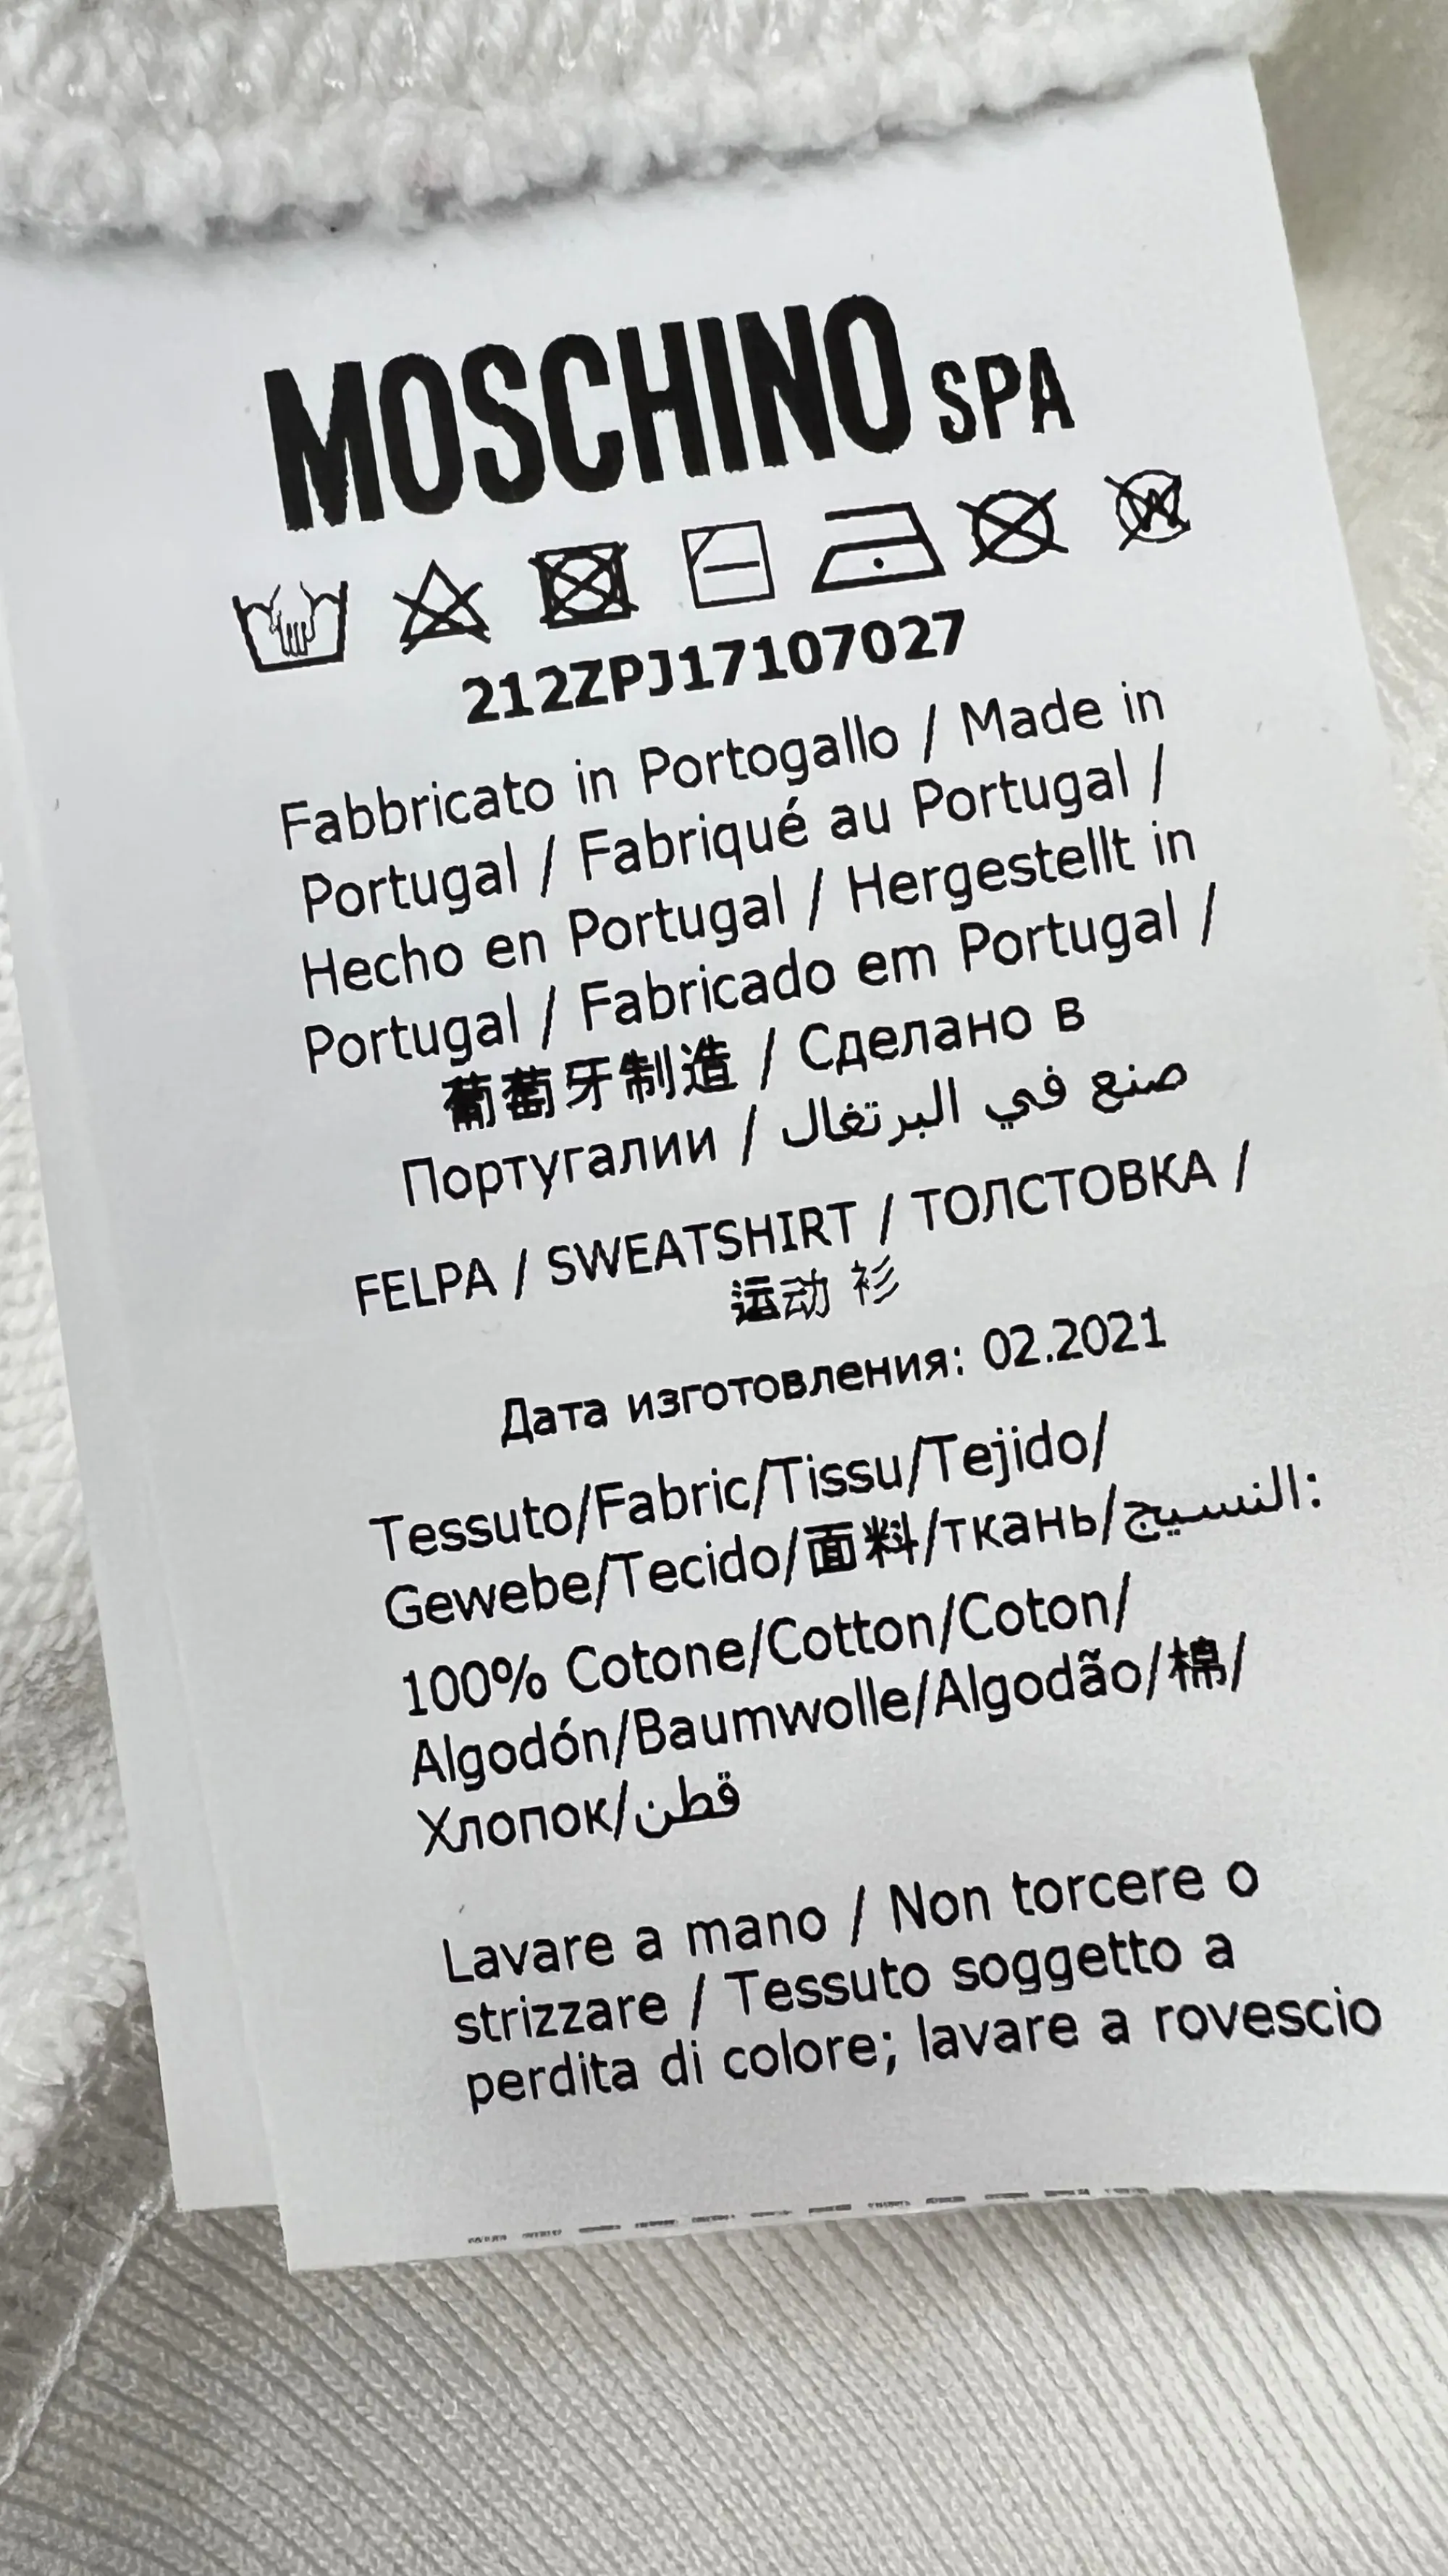 MOSCHINO SPA
212ZPJ17107027
Fabbricato in Portogallo / Made in
Portugal / Fabriqué au Portugal /
Hecho en Portugal / Hergestellt in
Portugal / Fabricado em Portugal /
葡萄牙制造 / Сделано в
Португалии / صنع في البرتغال
FELPA / SWEATSHIRT / ТОЛСТОВКА /
运动 衫
Дата изготовления: 02.2021
Tessuto/Fabric/Tissu/Tejido/
Gewebe/Tecido/面料/ткань/النسيج:
100% Cotone/Cotton/Coton/
Algodón/Baumwolle/Algodão/棉/
Хлопок/قطن
Lavare a mano / Non torcere o
strizzare / Tessuto soggetto a
perdita di colore; lavare a rovescio